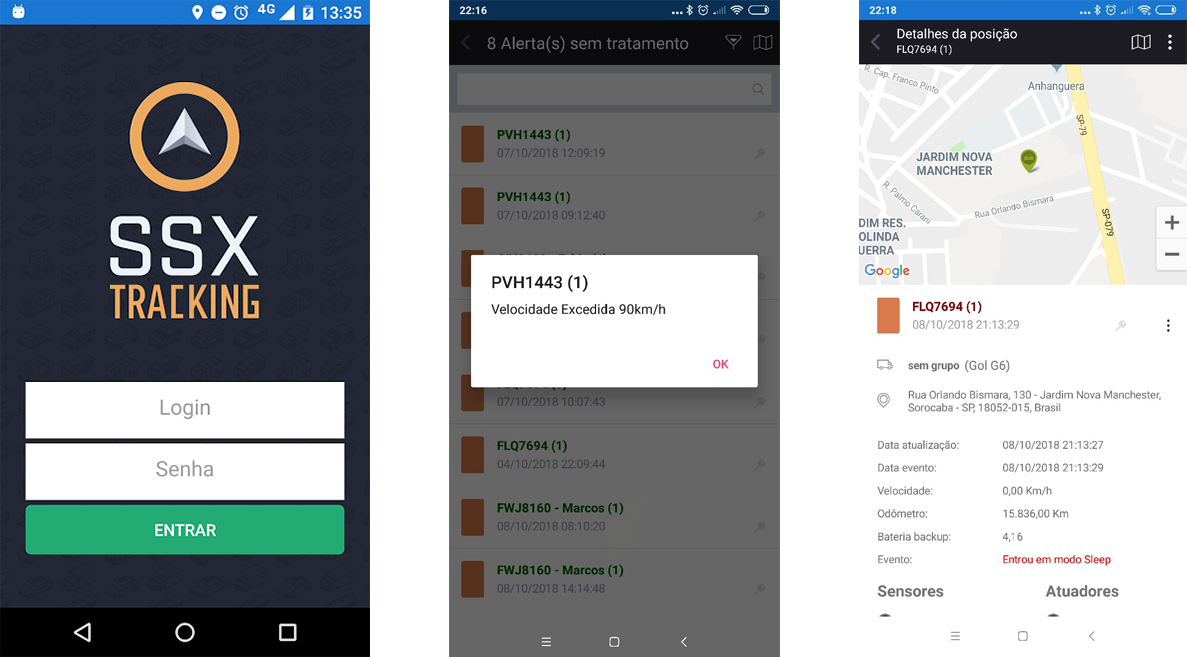 4G 13:35
SSX
TRACKING
Login
Senha
ENTRAR
22:16
8 Alerta(s) sem tratamento
PVH1443 (1)
07/10/2018 12:09:19
PVH1443 (1)
07/10/2018 09:12:40
PVH1443 (1)
Velocidade Excedida 90km/h
OK
07/10/2018 10:07:43
FLQ7694 (1)
04/10/2018 22:09:44
FWJ8160 - Marcos (1)
08/10/2018 08:10:20
FWJ8160 - Marcos (1)
08/10/2018 14:14:48
22:18
Detalhes da posição
FLQ7694 (1)
R. Cap. Franco Pinto
Anhanguera
SP-79
JARDIM NOVA
MANCHESTER
R. Palmo Carani
Rua Orlando Bismara
SP-079
DIM RES.
OLINDA
UERRA
+
−
Google
FLQ7694 (1)
08/10/2018 21:13:29
sem grupo (Gol G6)
Rua Orlando Bismara, 130 - Jardim Nova Manchester,
Sorocaba - SP, 18052-015, Brasil
Data atualização: 08/10/2018 21:13:27
Data evento: 08/10/2018 21:13:29
Velocidade: 0,00 Km/h
Odômetro: 15.836,00 Km
Bateria backup: 4,16
Evento: Entrou em modo Sleep
Sensores Atuadores